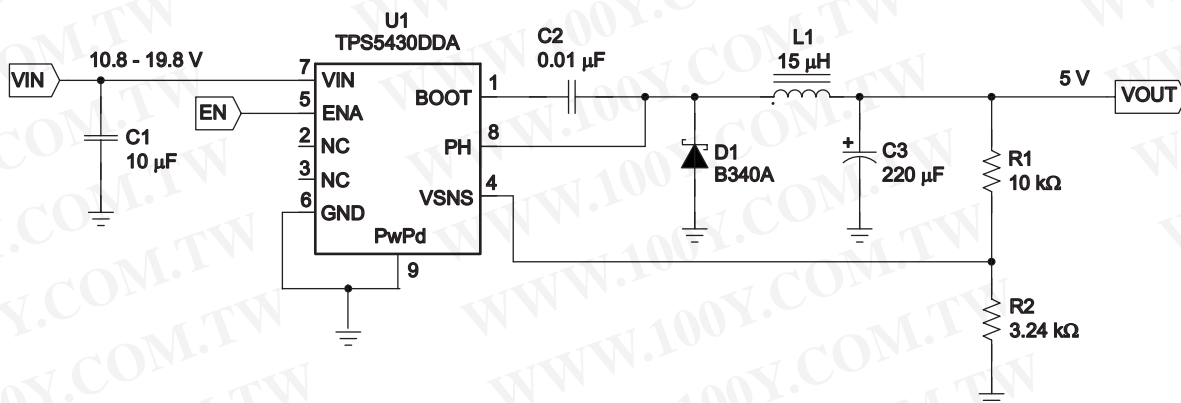 U1
TPS5430DDA
C2
0.01 μF
L1
15 μH
10.8 - 19.8 V
VIN
7
VIN
1
BOOT
5 V
VOUT
EN
5
ENA
C1
10 μF
2
NC
8
PH
D1
B340A
+
C3
220 μF
R1
10 kΩ
3
NC
4
VSNS
6
GND
PwPd
9
R2
3.24 kΩ
WWW.100Y.COM.TW